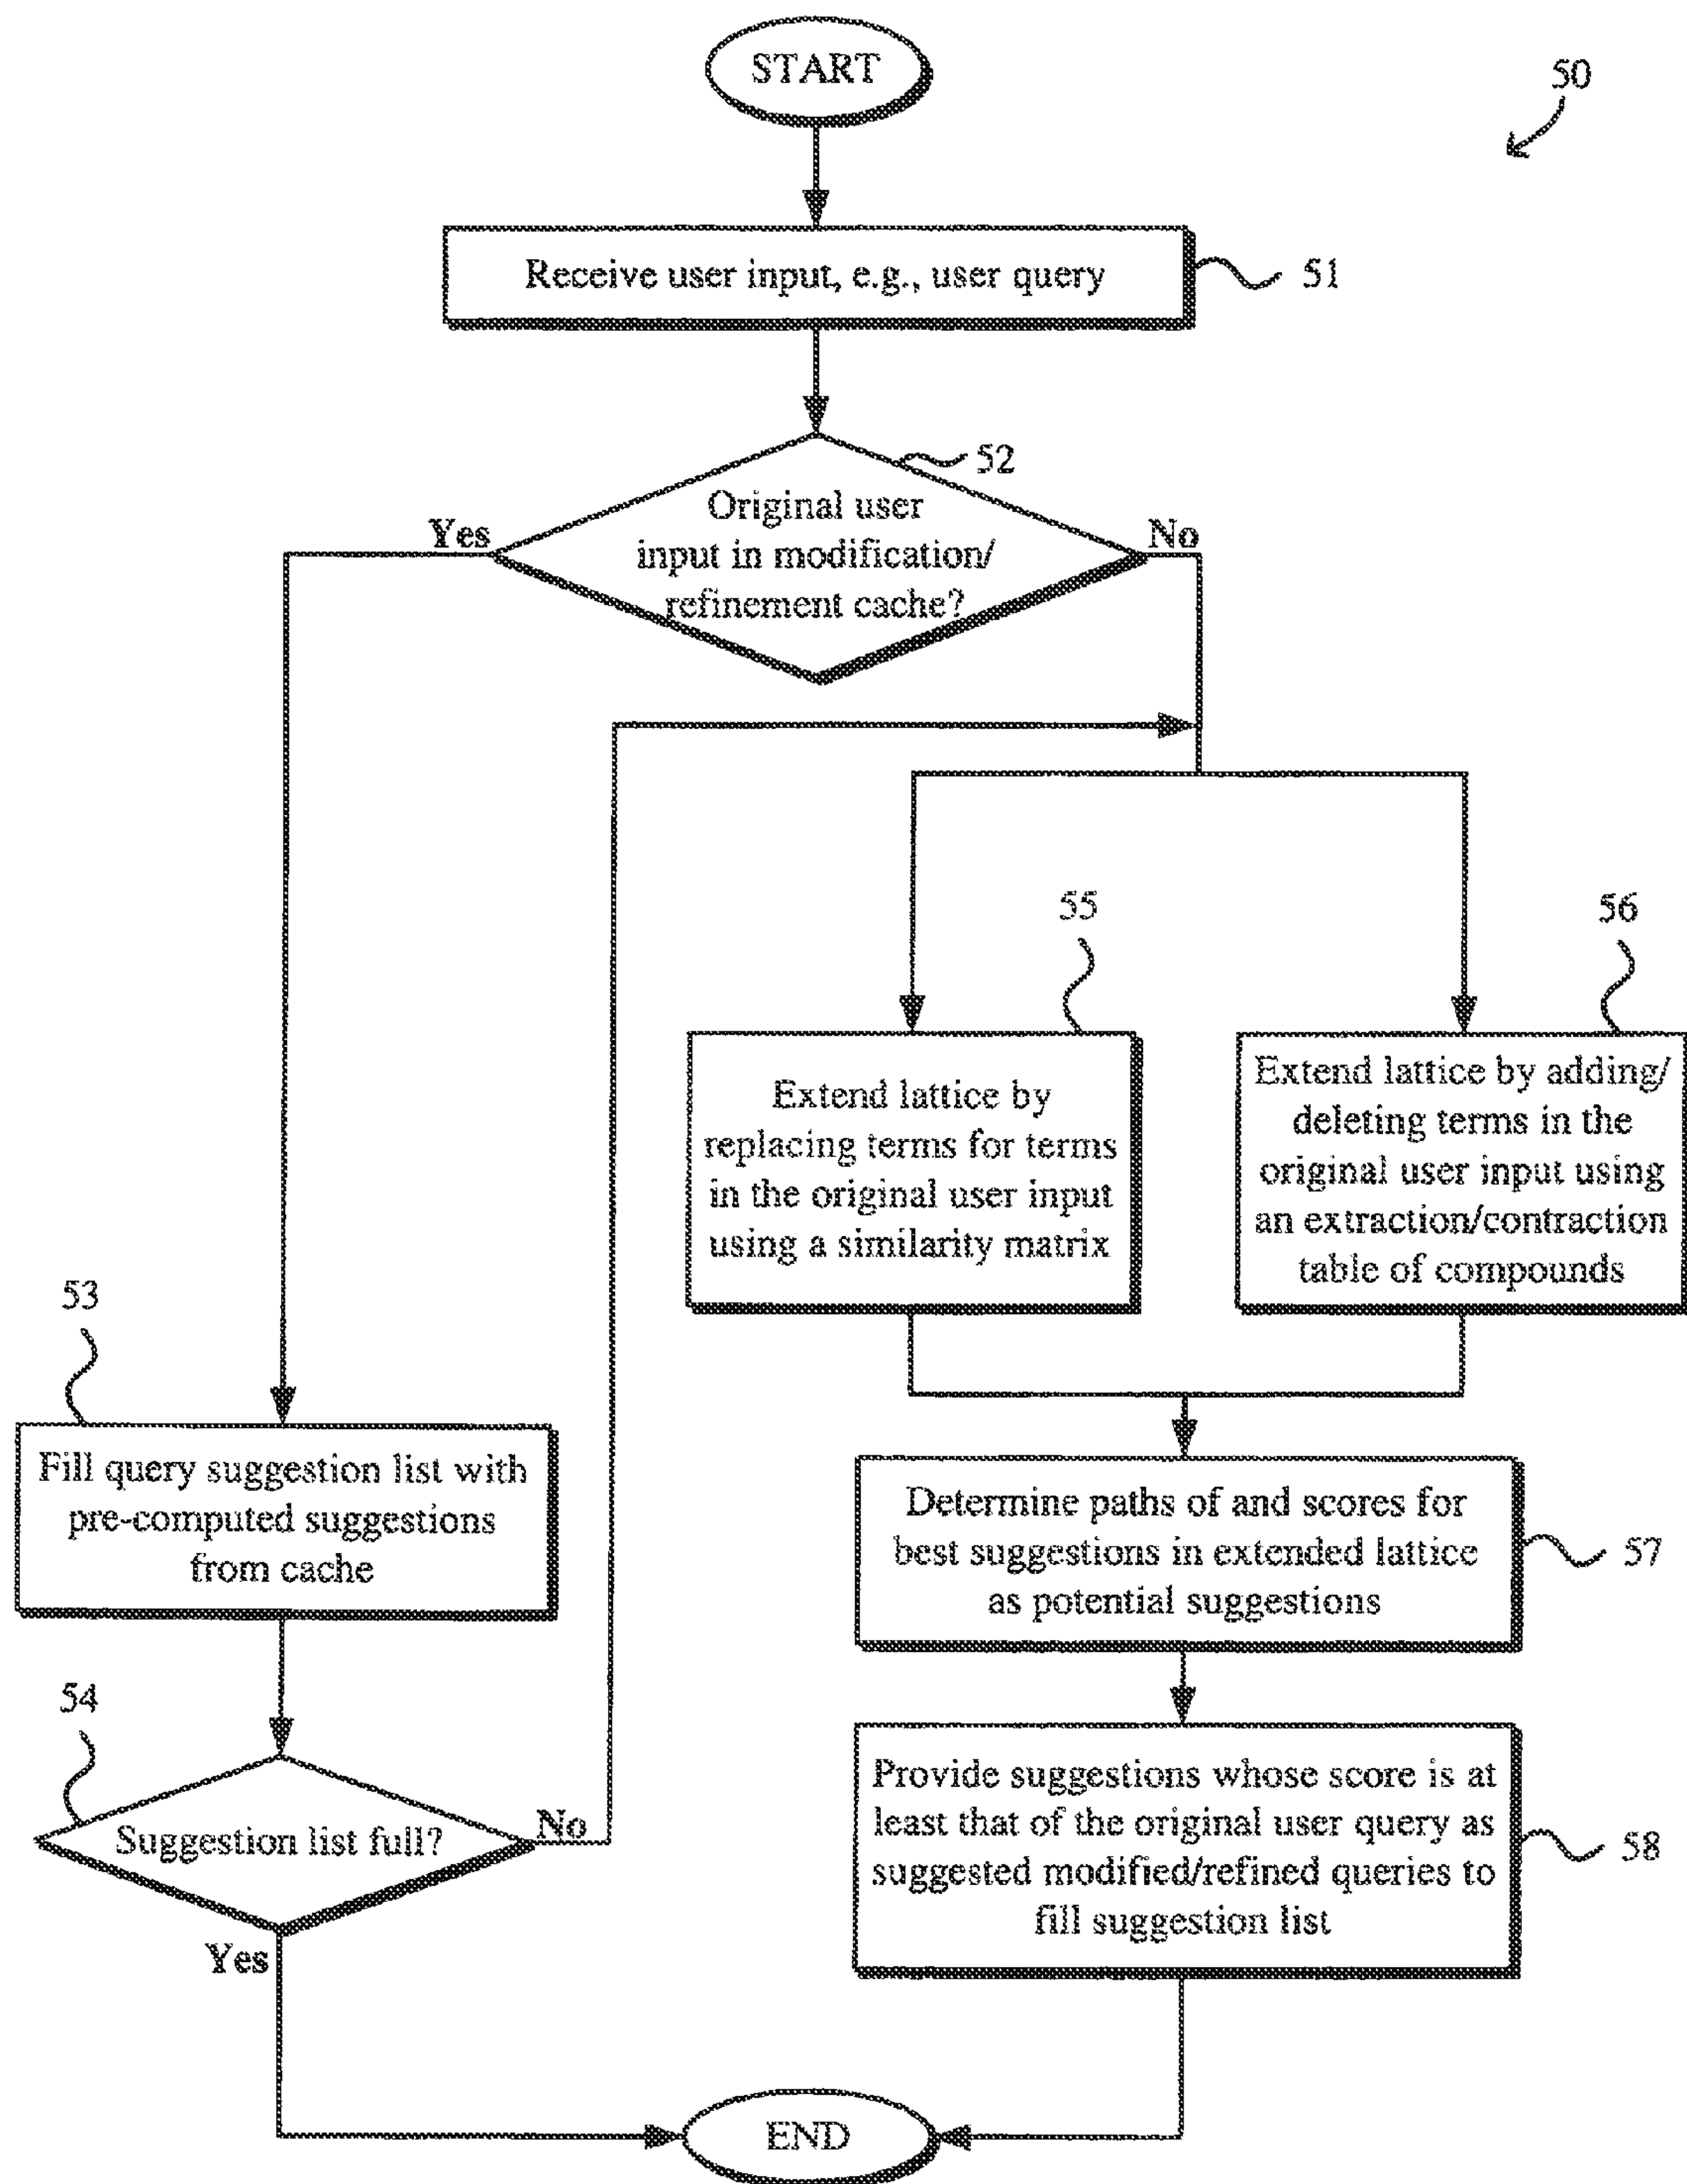 START
50
Receive user input, e.g., user query
51
52
Original user
input in modification/
refinement cache?
Yes
No
55
56
Extend lattice by
replacing terms for terms
in the original user input
using a similarity matrix
Extend lattice by adding/
deleting terms in the
original user input using
an extraction/contraction
table of compounds
53
Fill query suggestion list with
pre-computed suggestions
from cache
Determine paths of and scores for
best suggestions in extended lattice
as potential suggestions
57
54
Suggestion list full?
No
Yes
Provide suggestions whose score is at
least that of the original user query as
suggested modified/refined queries to
fill suggestion list
58
END